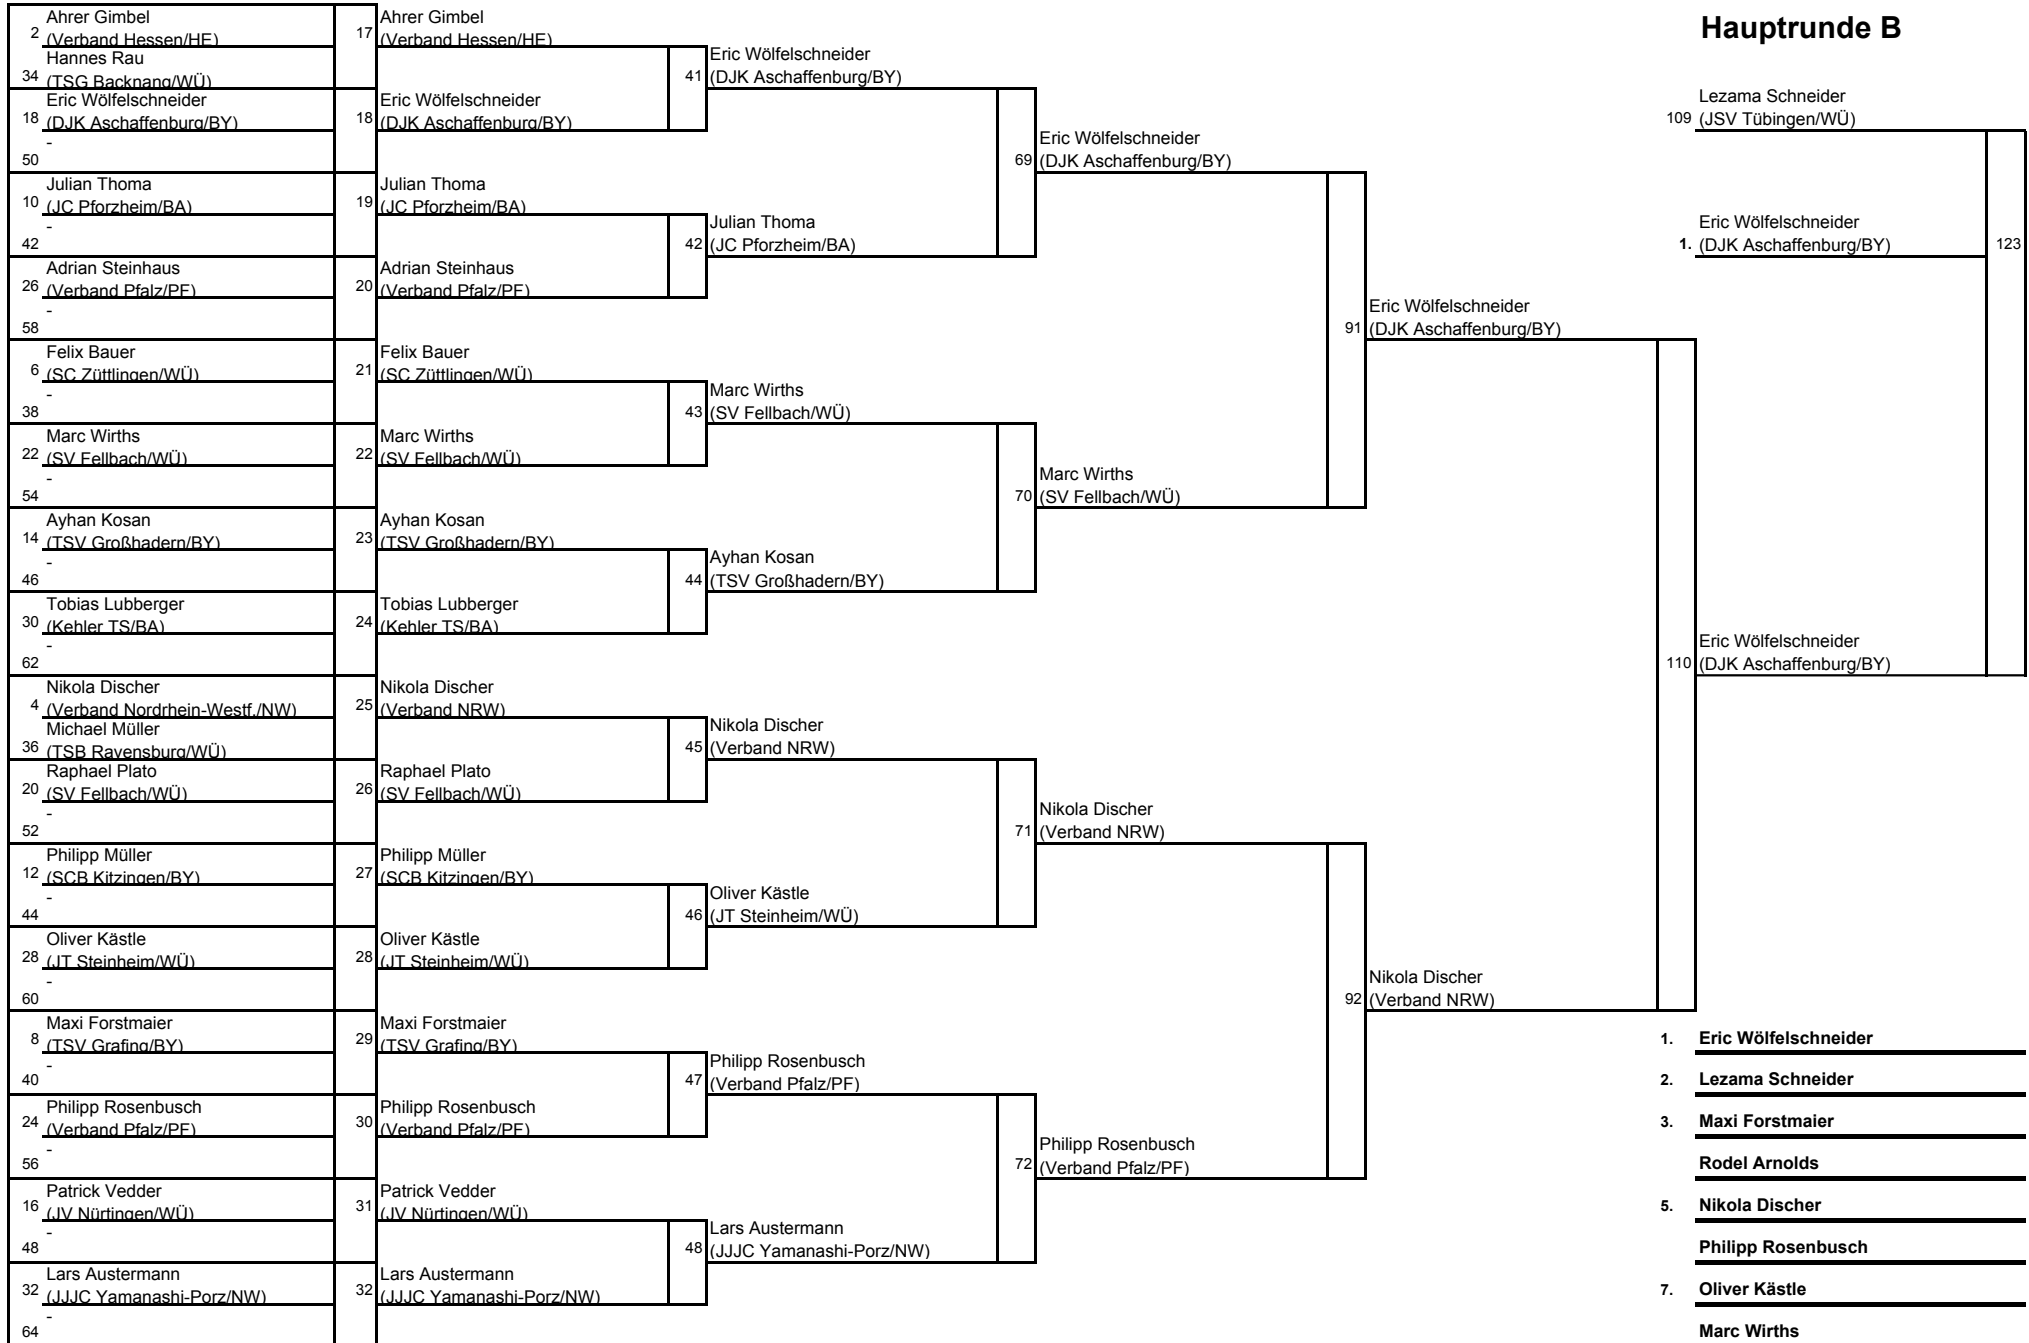 Hauptrunde B
2 Ahrer Gimbel
(Verband Hessen/HE)
34 Hannes Rau
(TSG Backnang/WÜ)
18 Eric Wölfelschneider
(DJK Aschaffenburg/BY)
50 -
10 Julian Thoma
(JC Pforzheim/BA)
42 -
26 Adrian Steinhaus
(Verband Pfalz/PF)
58 -
6 Felix Bauer
(SC Züttlingen/WÜ)
38 -
22 Marc Wirths
(SV Fellbach/WÜ)
54 -
14 Ayhan Kosan
(TSV Großhadern/BY)
46 -
30 Tobias Lubberger
(Kehler TS/BA)
62 -
4 Nikola Discher
(Verband Nordrhein-Westf./NW)
36 Michael Müller
(TSB Ravensburg/WÜ)
20 Raphael Plato
(SV Fellbach/WÜ)
52 -
12 Philipp Müller
(SCB Kitzingen/BY)
44 -
28 Oliver Kästle
(JT Steinheim/WÜ)
60 -
8 Maxi Forstmaier
(TSV Grafing/BY)
40 -
24 Philipp Rosenbusch
(Verband Pfalz/PF)
56 -
16 Patrick Vedder
(JV Nürtingen/WÜ)
48 -
32 Lars Austermann
(JJJC Yamanashi-Porz/NW)
64 -
17 Ahrer Gimbel
(Verband Hessen/HE)
18 Eric Wölfelschneider
(DJK Aschaffenburg/BY)
19 Julian Thoma
(JC Pforzheim/BA)
20 Adrian Steinhaus
(Verband Pfalz/PF)
21 Felix Bauer
(SC Züttlingen/WÜ)
22 Marc Wirths
(SV Fellbach/WÜ)
23 Ayhan Kosan
(TSV Großhadern/BY)
24 Tobias Lubberger
(Kehler TS/BA)
25 Nikola Discher
(Verband NRW)
26 Raphael Plato
(SV Fellbach/WÜ)
27 Philipp Müller
(SCB Kitzingen/BY)
28 Oliver Kästle
(JT Steinheim/WÜ)
29 Maxi Forstmaier
(TSV Grafing/BY)
30 Philipp Rosenbusch
(Verband Pfalz/PF)
31 Patrick Vedder
(JV Nürtingen/WÜ)
32 Lars Austermann
(JJJC Yamanashi-Porz/NW)
41 Eric Wölfelschneider
(DJK Aschaffenburg/BY)
42 Julian Thoma
(JC Pforzheim/BA)
43 Marc Wirths
(SV Fellbach/WÜ)
44 Ayhan Kosan
(TSV Großhadern/BY)
45 Nikola Discher
(Verband NRW)
46 Oliver Kästle
(JT Steinheim/WÜ)
47 Philipp Rosenbusch
(Verband Pfalz/PF)
48 Lars Austermann
(JJJC Yamanashi-Porz/NW)
69 Eric Wölfelschneider
(DJK Aschaffenburg/BY)
70 Marc Wirths
(SV Fellbach/WÜ)
71 Nikola Discher
(Verband NRW)
72 Philipp Rosenbusch
(Verband Pfalz/PF)
91 Eric Wölfelschneider
(DJK Aschaffenburg/BY)
92 Nikola Discher
(Verband NRW)
109 Lezama Schneider
(JSV Tübingen/WÜ)
1. Eric Wölfelschneider
(DJK Aschaffenburg/BY)
123
110 Eric Wölfelschneider
(DJK Aschaffenburg/BY)
1. Eric Wölfelschneider
2. Lezama Schneider
3. Maxi Forstmaier
Rodel Arnolds
5. Nikola Discher
Philipp Rosenbusch
7. Oliver Kästle
Marc Wirths